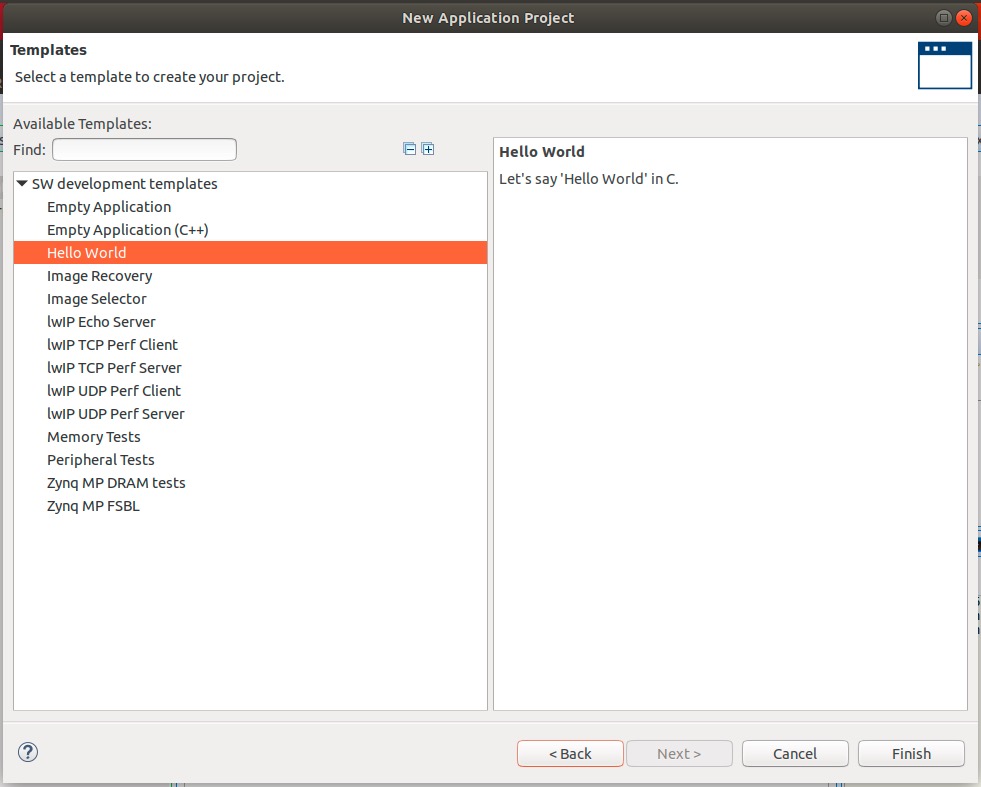 New Application Project
Templates
Select a template to create your project.
Available Templates:
Find:
SW development templates
Empty Application
Empty Application (C++)
Hello World
Image Recovery
Image Selector
lwIP Echo Server
lwIP TCP Perf Client
lwIP TCP Perf Server
lwIP UDP Perf Client
lwIP UDP Perf Server
Memory Tests
Peripheral Tests
Zynq MP DRAM tests
Zynq MP FSBL
Hello World
Let's say 'Hello World' in C.
?
< Back
Next >
Cancel
Finish